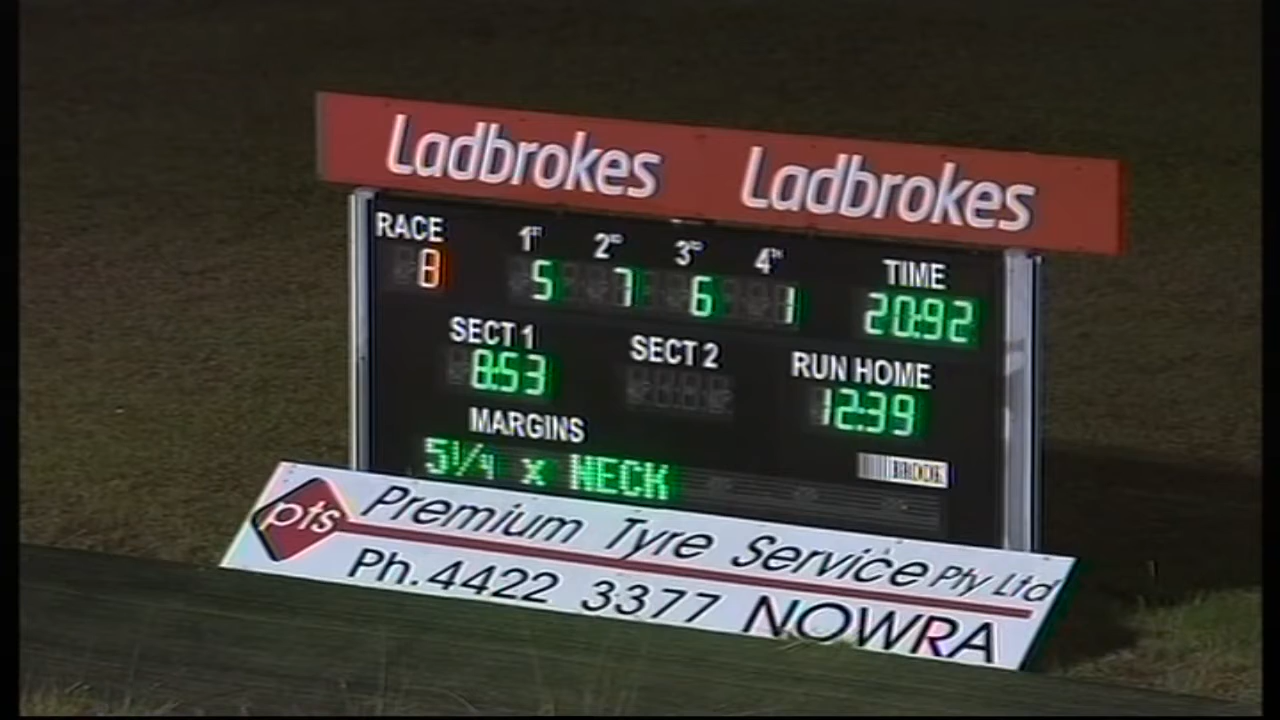 Ladbrokes Ladbrokes
RACE 1ST 2ND 3RD 4TH TIME
8 5 7 6 1 20:92
SECT 1 SECT 2 RUN HOME
8:53 12:39
MARGINS
5¼ x NECK
pts Premium Tyre Service Pty Ltd
Ph. 4422 3377 NOWRA